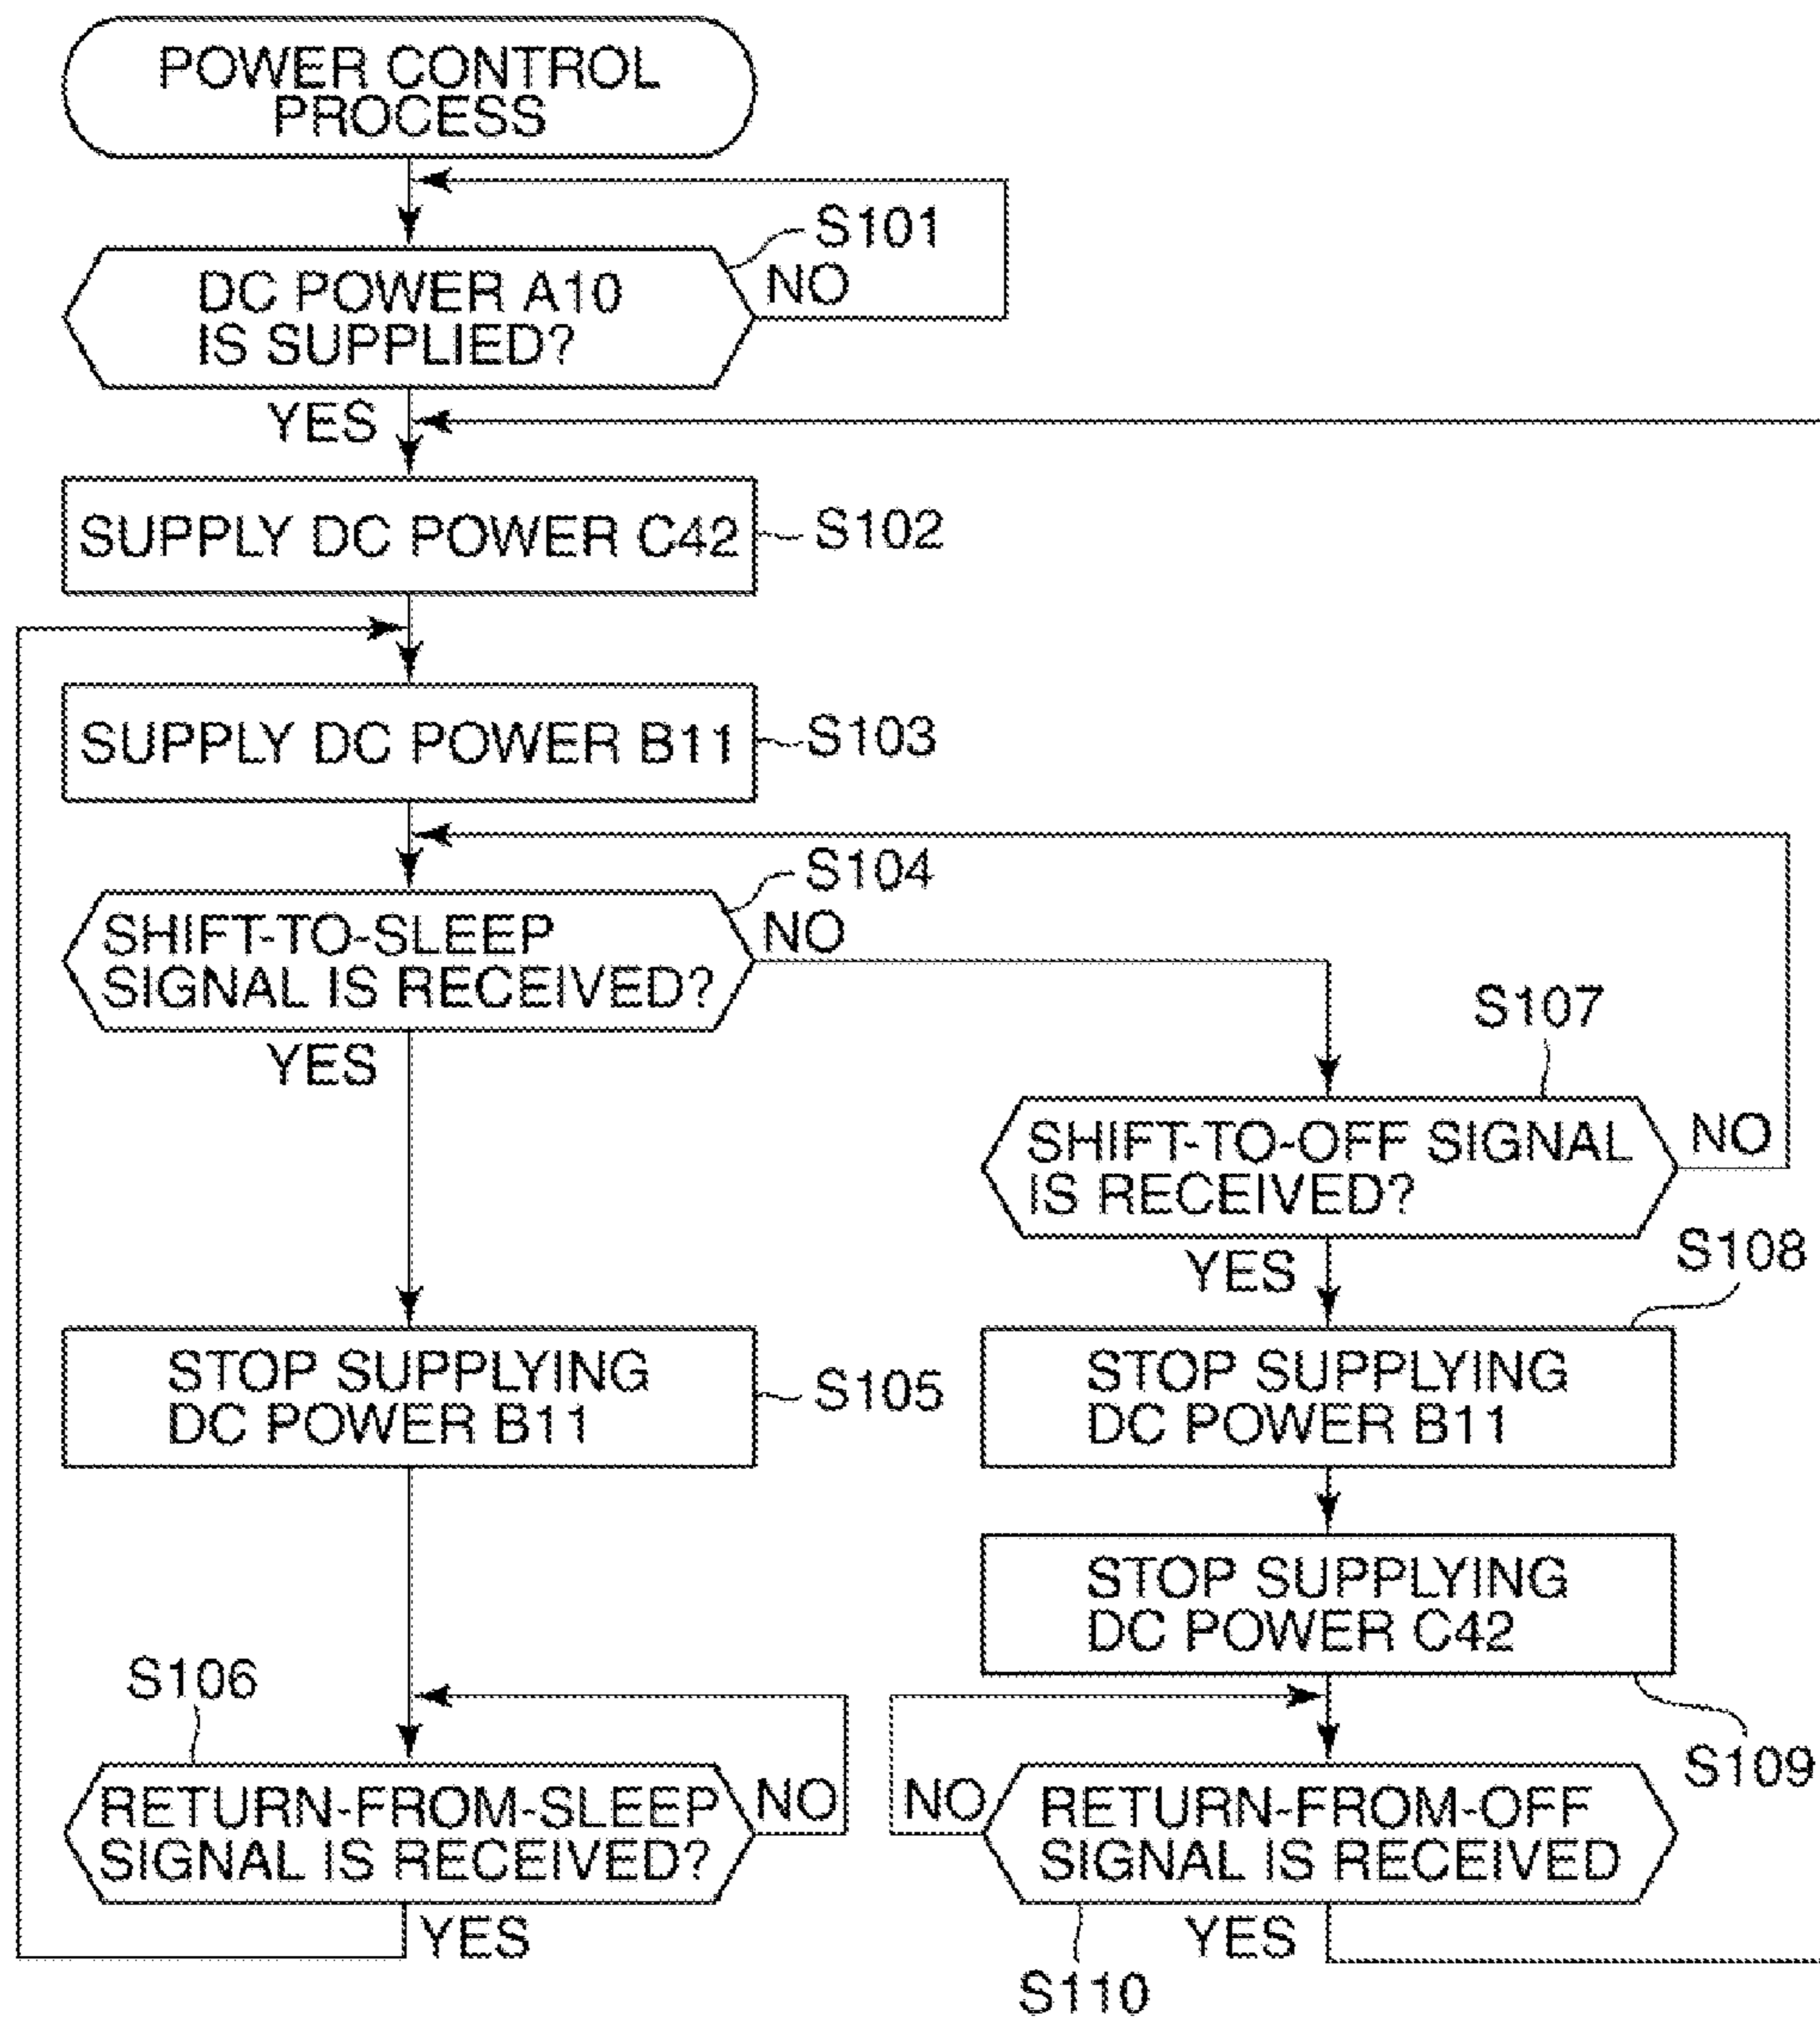 POWER CONTROL
PROCESS
S101
DC POWER A10
IS SUPPLIED?
NO
YES
SUPPLY DC POWER C42
S102
SUPPLY DC POWER B11
S103
S104
SHIFT-TO-SLEEP
SIGNAL IS RECEIVED?
NO
YES
S107
SHIFT-TO-OFF SIGNAL
IS RECEIVED?
NO
YES
S108
STOP SUPPLYING
DC POWER B11
S105
STOP SUPPLYING
DC POWER B11
STOP SUPPLYING
DC POWER C42
S109
S106
RETURN-FROM-SLEEP
SIGNAL IS RECEIVED?
NO
YES
NO
RETURN-FROM-OFF
SIGNAL IS RECEIVED
YES
S110